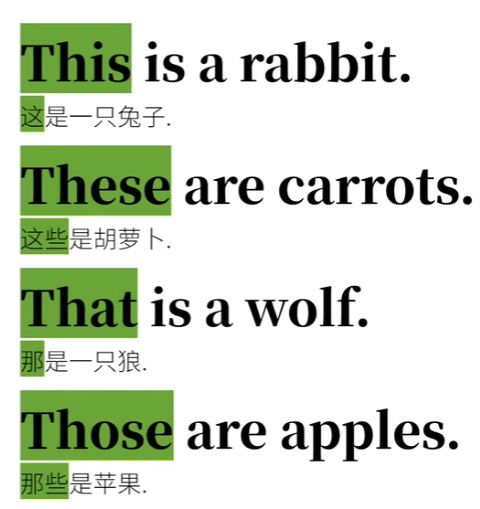 This is a rabbit.
这是一只兔子.
These are carrots.
这些是胡萝卜.
That is a wolf.
那是一只狼.
Those are apples.
那些是苹果.